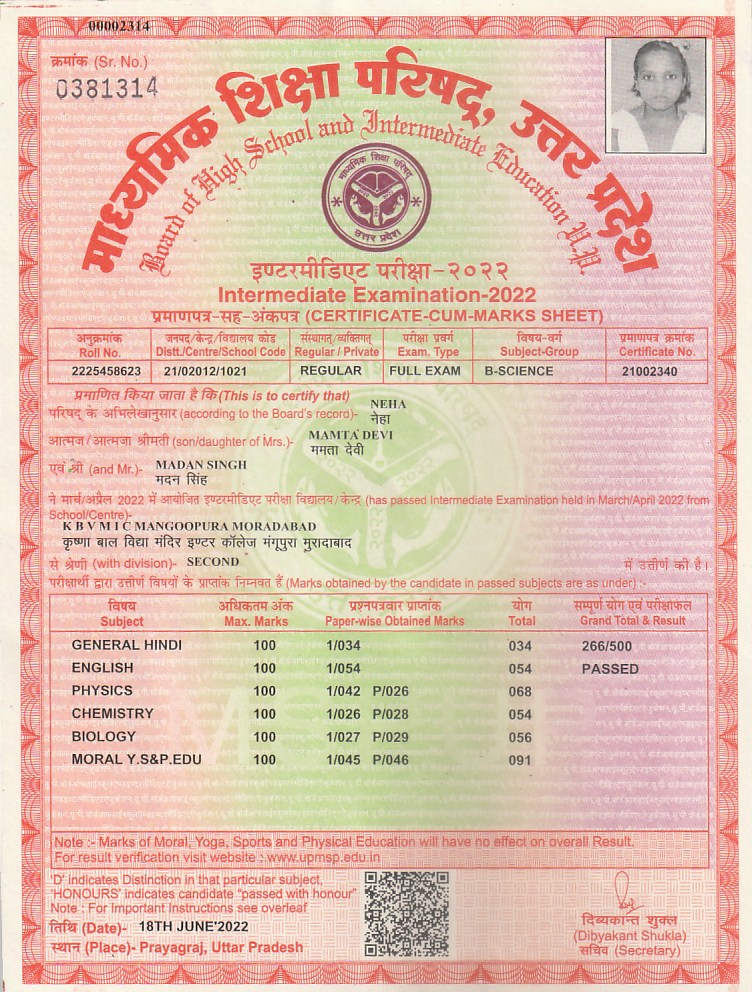 00002314
क्रमांक (Sr. No.)
0381314
माध्यमिक शिक्षा परिषद्, उत्तर प्रदेश
Board of High School and Intermediate Education U.P.
माध्यमिक शिक्षा परिषद्
उत्तर प्रदेश
इण्टरमीडिएट परीक्षा-२०२२
Intermediate Examination-2022
प्रमाणपत्र-सह-अंकपत्र (CERTIFICATE-CUM-MARKS SHEET)
अनुक्रमांक जनपद/केन्द्र/विद्यालय कोड संस्थागत/व्यक्तिगत परीक्षा प्रवर्ग विषय-वर्ग प्रमाणपत्र क्रमांक
Roll No. Distt./Centre/School Code Regular / Private Exam. Type Subject-Group Certificate No.
2225458623 21/02012/1021 REGULAR FULL EXAM B-SCIENCE 21002340
प्रमाणित किया जाता है कि (This is to certify that)
परिषद् के अभिलेखानुसार (according to the Board's record)- NEHA
नेहा
आत्मज/आत्मजा श्रीमती (son/daughter of Mrs.)- MAMTA DEVI
ममता देवी
एवं श्री (and Mr.)- MADAN SINGH
मदन सिंह
ने मार्च/अप्रैल 2022 में आयोजित इण्टरमीडिएट परीक्षा विद्यालय/केन्द्र (has passed Intermediate Examination held in March/April 2022 from
School/Centre)-
K B V M I C MANGOOPURA MORADABAD
कृष्णा बाल विद्या मंदिर इण्टर कॉलेज मंगूपुरा मुरादाबाद
से श्रेणी (with division)- SECOND में उत्तीर्ण की है।
परीक्षार्थी द्वारा उत्तीर्ण विषयों के प्राप्तांक निम्नवत हैं (Marks obtained by the candidate in passed subjects are as under) :-
विषय अधिकतम अंक प्रश्नपत्रवार प्राप्तांक योग सम्पूर्ण योग एवं परीक्षाफल
Subject Max. Marks Paper-wise Obtained Marks Total Grand Total & Result
GENERAL HINDI 100 1/034 034 266/500
ENGLISH 100 1/054 054 PASSED
PHYSICS 100 1/042 P/026 068
CHEMISTRY 100 1/026 P/028 054
BIOLOGY 100 1/027 P/029 056
MORAL Y.S&P.EDU 100 1/045 P/046 091
Note :- Marks of Moral, Yoga, Sports and Physical Education will have no effect on overall Result.
For result verification visit website : www.upmsp.edu.in
'D' indicates Distinction in that particular subject,
'HONOURS' indicates candidate "passed with honour"
Note : For Important Instructions see overleaf
तिथि (Date)- 18TH JUNE'2022
स्थान (Place)- Prayagraj, Uttar Pradesh
दिब्यकान्त शुक्ल
(Dibyakant Shukla)
सचिव (Secretary)